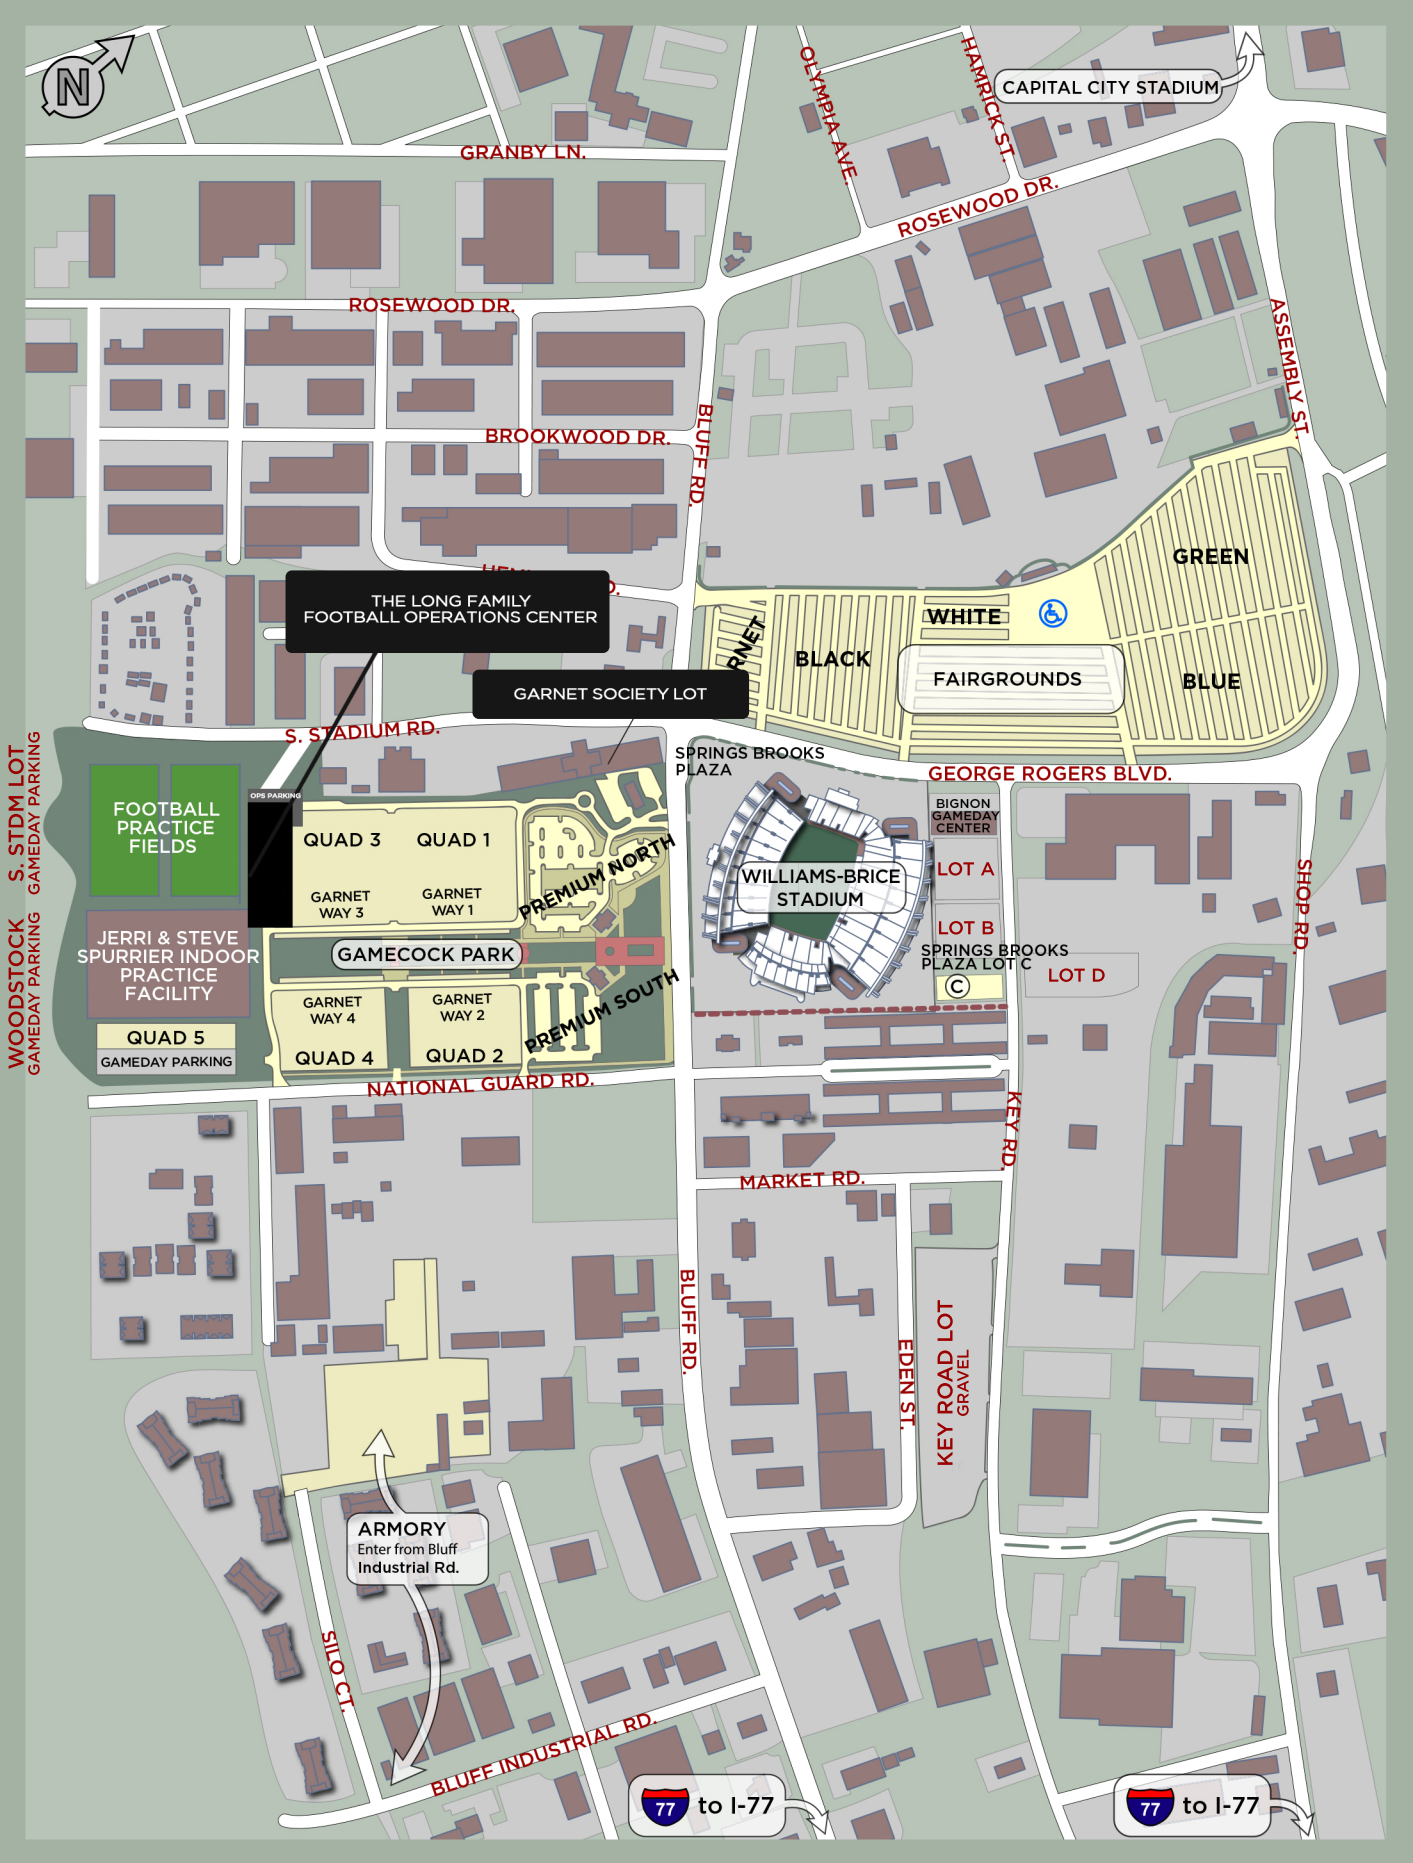 N
CAPITAL CITY STADIUM
OLYMPIA AVE.
HAMRICK ST.
GRANBY LN.
ROSEWOOD DR.
ROSEWOOD DR.
ASSEMBLY ST.
BROOKWOOD DR.
BLUFF RD.
GREEN
THE LONG FAMILY
FOOTBALL OPERATIONS CENTER
WHITE
BLACK
FAIRGROUNDS
BLUE
GARNET SOCIETY LOT
S. STADIUM RD.
SPRINGS BROOKS
PLAZA
GEORGE ROGERS BLVD.
S. STDM LOT
GAMEDAY PARKING
OPS PARKING
FOOTBALL
PRACTICE
FIELDS
QUAD 3
QUAD 1
GARNET
WAY 3
GARNET
WAY 1
PREMIUM NORTH
BIGNON
GAMEDAY
CENTER
LOT A
WILLIAMS-BRICE
STADIUM
LOT B
SHOP RD.
WOODSTOCK
GAMEDAY PARKING
JERRI & STEVE
SPURRIER INDOOR
PRACTICE
FACILITY
GAMECOCK PARK
SPRINGS BROOKS
PLAZA LOT C
C
LOT D
GARNET
WAY 4
GARNET
WAY 2
PREMIUM SOUTH
QUAD 5
GAMEDAY PARKING
QUAD 4
QUAD 2
NATIONAL GUARD RD.
KEY RD.
MARKET RD.
BLUFF RD.
EDEN ST.
KEY ROAD LOT
GRAVEL
ARMORY
Enter from Bluff
Industrial Rd.
SILO CT.
BLUFF INDUSTRIAL RD.
77
to I-77
77
to I-77